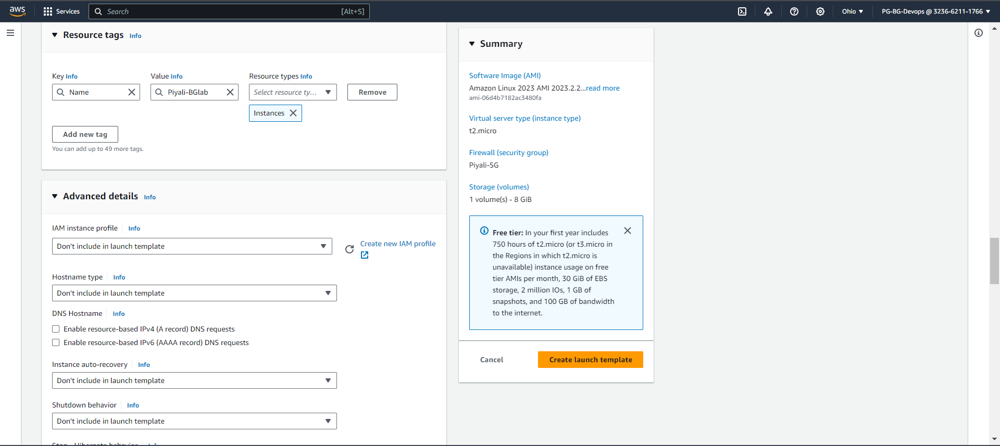 aws
Services
Search
[Alt+S]
Ohio
PG-BG-Devops @ 3236-6211-1766
Resource tags Info
Key Info
Value Info
Resource types Info
Name
Piyali-BGlab
Select resource ty...
Remove
Instances
Add new tag
You can add up to 49 more tags.
Advanced details Info
IAM instance profile Info
Don't include in launch template
Create new IAM profile
Hostname type Info
Don't include in launch template
DNS Hostname Info
Enable resource-based IPv4 (A record) DNS requests
Enable resource-based IPv6 (AAAA record) DNS requests
Instance auto-recovery Info
Don't include in launch template
Shutdown behavior Info
Don't include in launch template
Stop - Hibernate behavior Info
Summary
Software Image (AMI)
Amazon Linux 2023 AMI 2023.2.2...read more
ami-06d4b7182ac3480fa
Virtual server type (instance type)
t2.micro
Firewall (security group)
Piyali-SG
Storage (volumes)
1 volume(s) - 8 GiB
Free tier: In your first year includes
750 hours of t2.micro (or t3.micro in
the Regions in which t2.micro is
unavailable) instance usage on free
tier AMIs per month, 30 GiB of EBS
storage, 2 million IOs, 1 GB of
snapshots, and 100 GB of bandwidth
to the internet.
Cancel
Create launch template